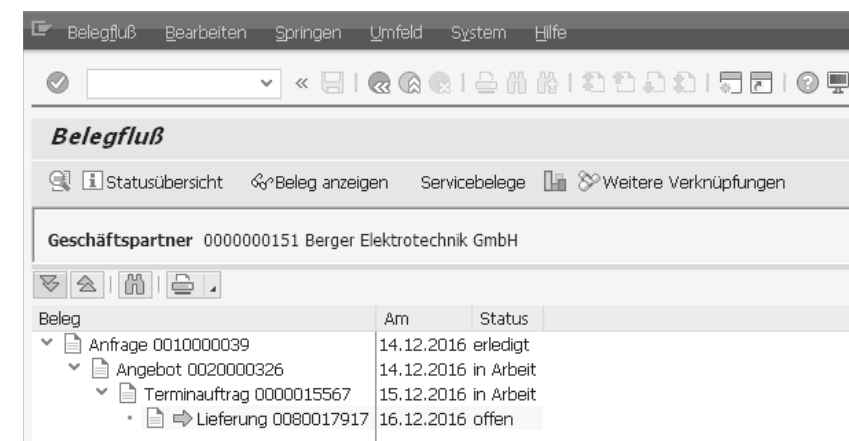 Belegfluß Bearbeiten Springen Umfeld System Hilfe
Belegfluß
Statusübersicht Beleg anzeigen Servicebelege Weitere Verknüpfungen
Geschäftspartner 0000000151 Berger Elektrotechnik GmbH
Beleg Am Status
Anfrage 0010000039 14.12.2016 erledigt
Angebot 0020000326 14.12.2016 in Arbeit
Terminauftrag 0000015567 15.12.2016 in Arbeit
Lieferung 0080017917 16.12.2016 offen